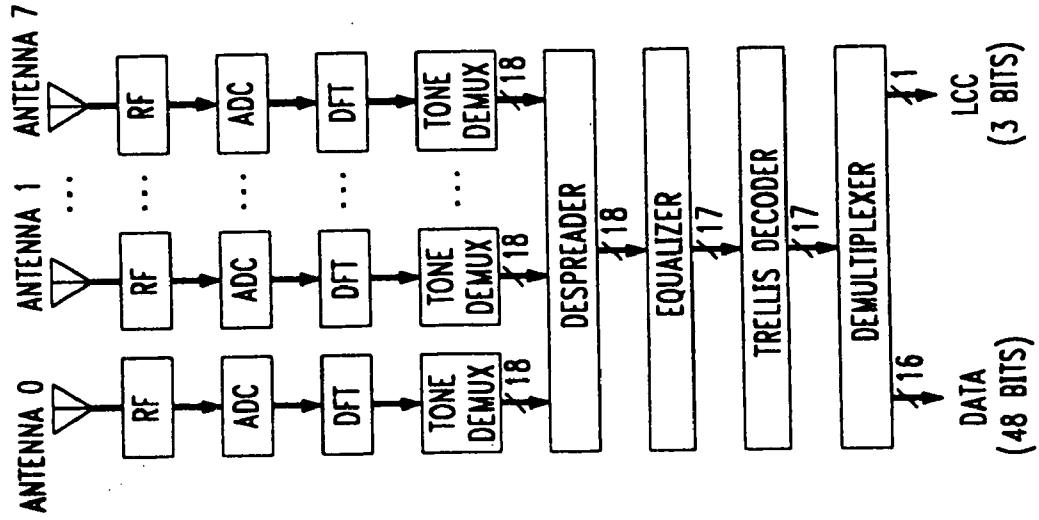 ANTENNA 0
ANTENNA 1
...
ANTENNA 7
RF
RF
...
RF
ADC
ADC
...
ADC
DFT
DFT
...
DFT
TONE
DEMUX
TONE
DEMUX
...
TONE
DEMUX
18
18
18
DESPREADER
18
EQUALIZER
17
TRELLIS DECODER
17
DEMULTIPLEXER
16
1
DATA
(48 BITS)
LCC
(3 BITS)